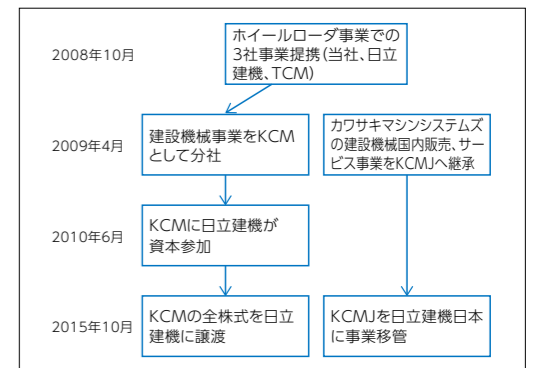 2008年10月
ホイールローダ事業での
3社事業提携(当社、日立
建機、TCM)
2009年4月
建設機械事業をKCM
として分社
カワサキマシンシステムズ
の建設機械国内販売、サー
ビス事業をKCMJへ継承
2010年6月
KCMに日立建機が
資本参加
2015年10月
KCMの全株式を日立
建機に譲渡
KCMJを日立建機日本
に事業移管